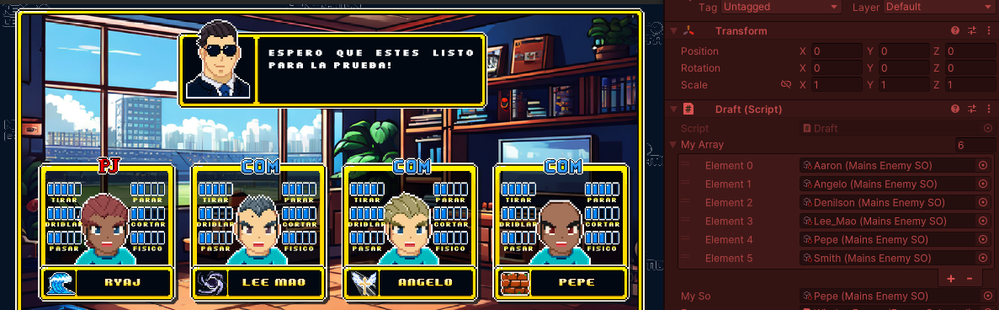 Tag Untagged Layer Default
Transform
Position X 0 Y 0 Z 0
Rotation X 0 Y 0 Z 0
Scale X 1 Y 1 Z 1
Draft (Script)
Script Draft
My Array 6
Element 0 Aaron (Mains Enemy SO)
Element 1 Angelo (Mains Enemy SO)
Element 2 Denilson (Mains Enemy SO)
Element 3 Lee_Mao (Mains Enemy SO)
Element 4 Pepe (Mains Enemy SO)
Element 5 Smith (Mains Enemy SO)
+ -
My So Pepe (Mains Enemy SO)
ESPERO QUE ESTES LISTO
PARA LA PRUEBA!
PJ
TIRAR PARAR
DRIBLAR CORTAR
PASAR FISICO
RYAJ
COM
TIRAR PARAR
DRIBLAR CORTAR
PASAR FISICO
LEE MAO
COM
TIRAR PARAR
DRIBLAR CORTAR
PASAR FISICO
ANGELO
COM
TIRAR PARAR
DRIBLAR CORTAR
PASAR FISICO
PEPE